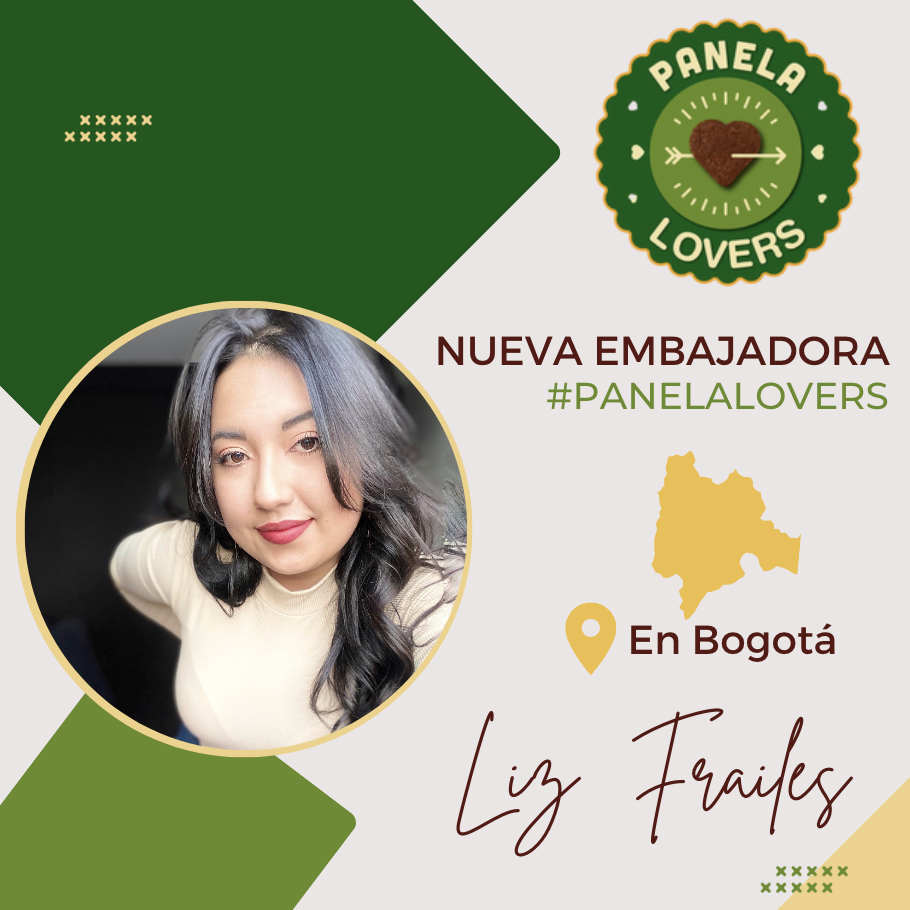 PANELA
LOVERS
NUEVA EMBAJADORA
#PANELALOVERS
En Bogotá
Liz Frailes